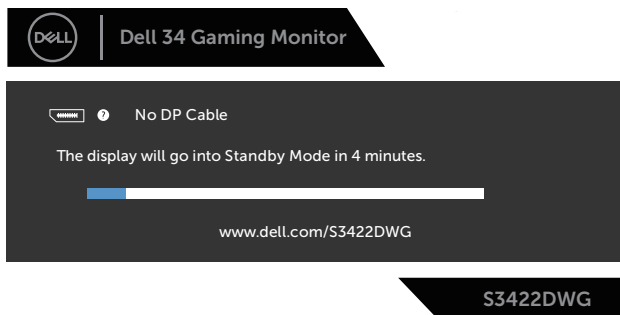 DELL
Dell 34 Gaming Monitor
? No DP Cable
The display will go into Standby Mode in 4 minutes.
www.dell.com/S3422DWG
S3422DWG